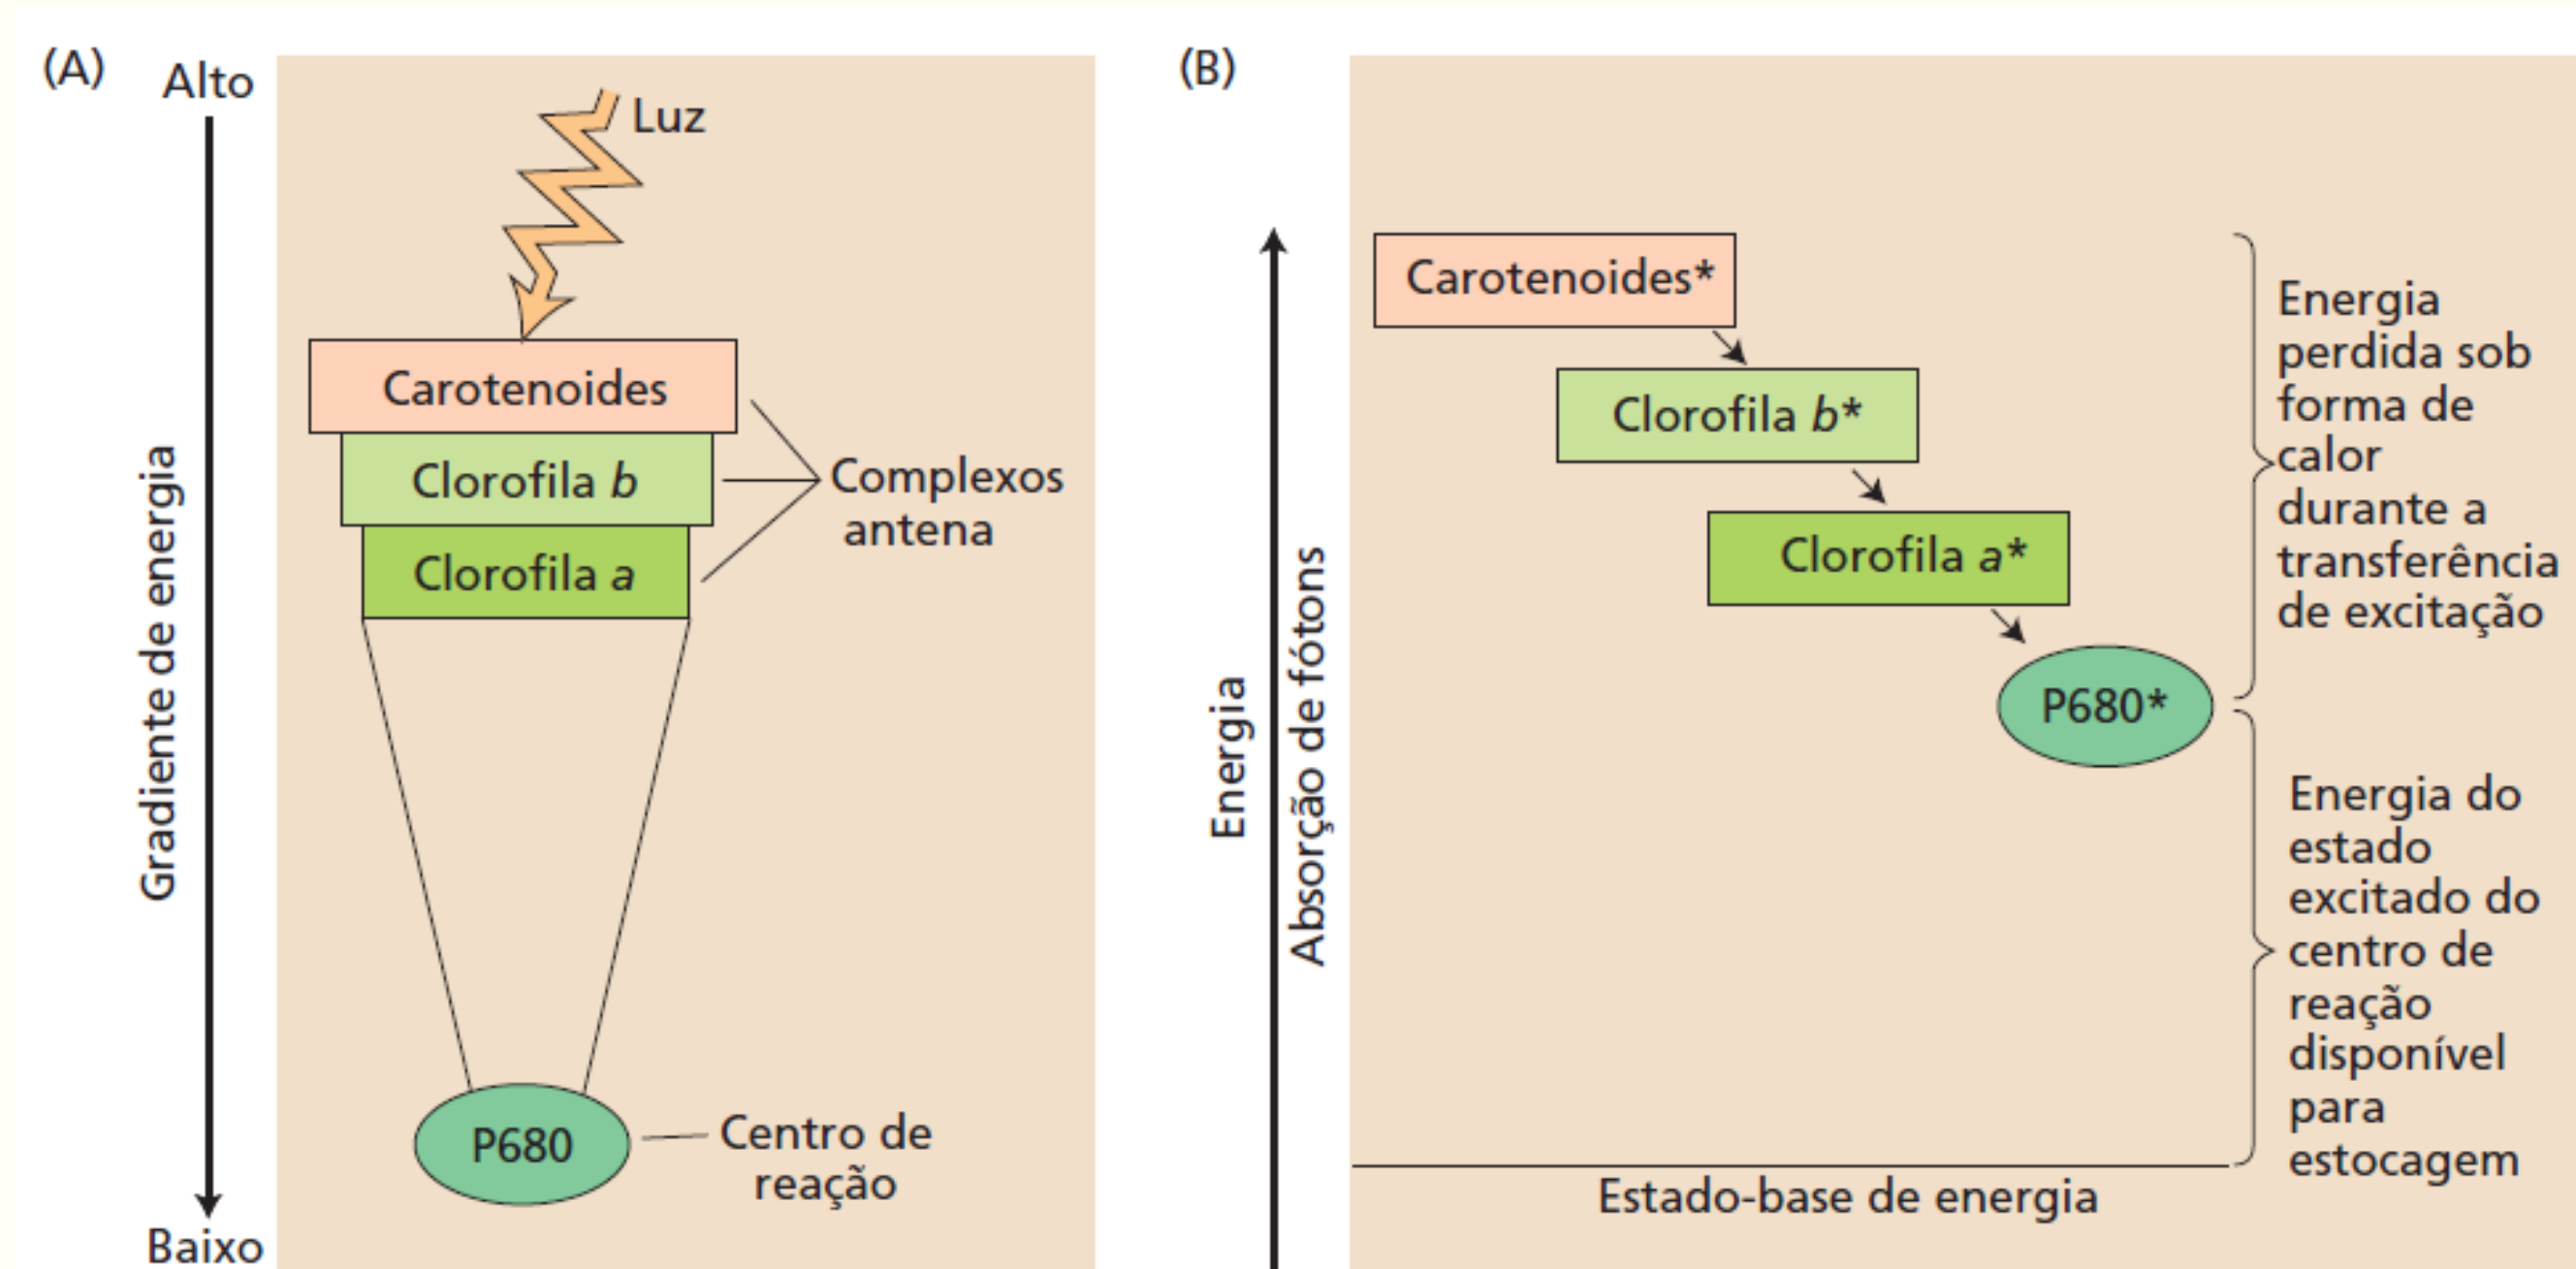 (A)
Alto
Luz
Carotenoides
Clorofila b
Clorofila a
Complexos
antena
Gradiente de energia
P680
Centro de
reação
Baixo
(B)
Energia
Absorção de fótons
Carotenoides*
Clorofila b*
Clorofila a*
P680*
Energia
perdida sob
forma de
calor
durante a
transferência
de excitação
Energia do
estado
excitado do
centro de
reação
disponível
para
estocagem
Estado-base de energia